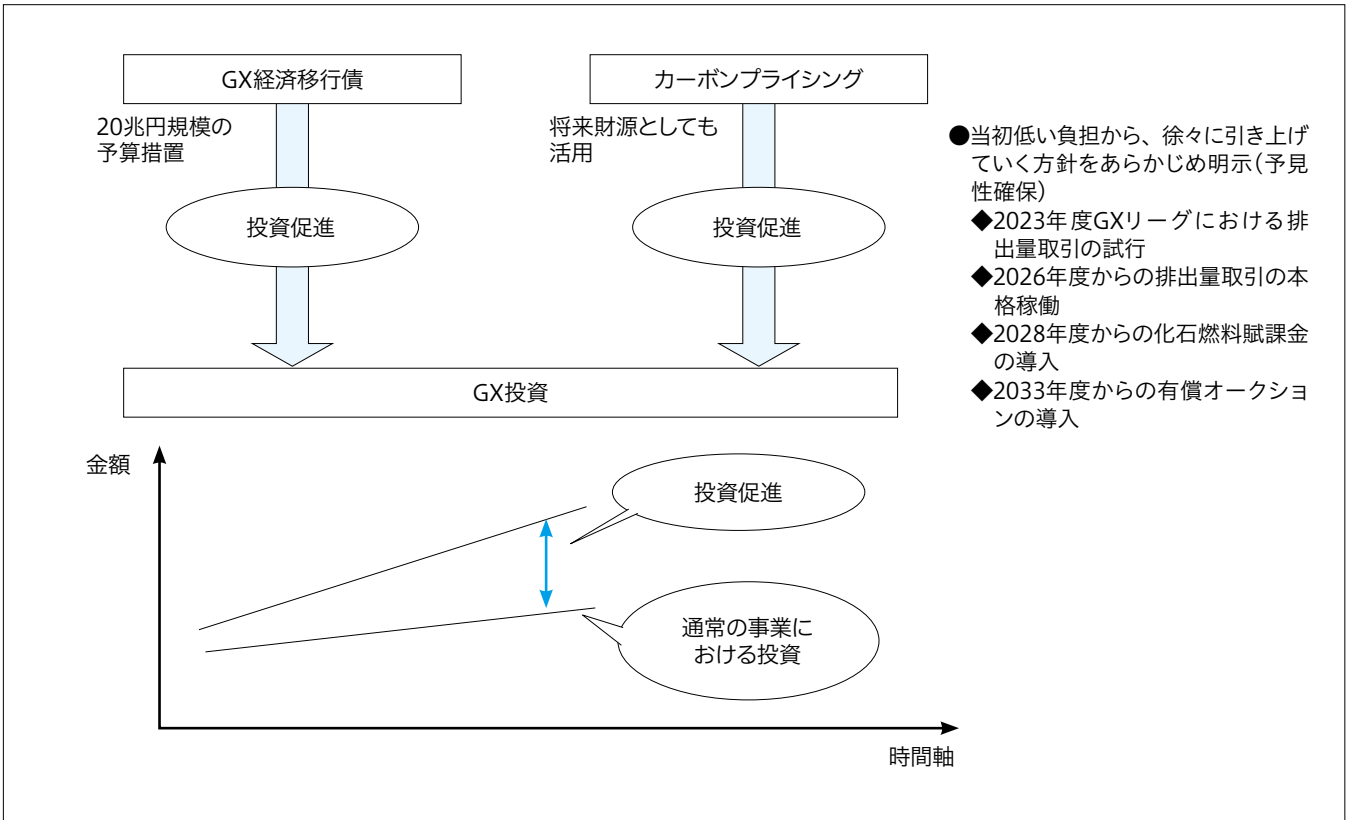 GX経済移行債
カーボンプライシング
20兆円規模の
予算措置
将来財源としても
活用
投資促進
投資促進
GX投資
●当初低い負担から、徐々に引き上げ
ていく方針をあらかじめ明示(予見
性確保)
◆2023年度GXリーグにおける排
出量取引の試行
◆2026年度からの排出量取引の本
格稼働
◆2028年度からの化石燃料賦課金
の導入
◆2033年度からの有償オークショ
ンの導入
金額
投資促進
通常の事業に
おける投資
時間軸